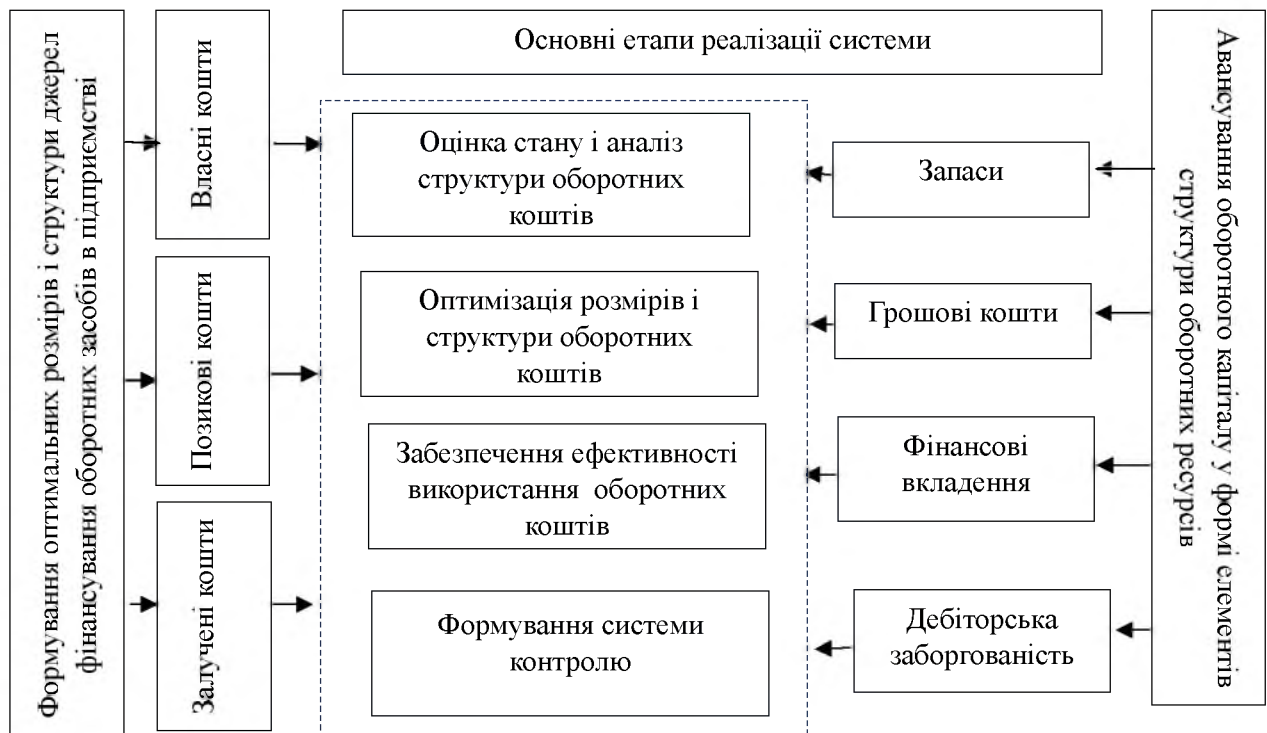 Формування оптимальних розмірів і структури джерел
фінансування оборотних засобів в підприємстві
Власні кошти
Позикові кошти
Залучені кошти
Основні етапи реалізації системи
Оцінка стану і аналіз
структури оборотних
коштів
Оптимізація розмірів і
структури оборотних
коштів
Забезпечення ефективності
використання оборотних
коштів
Формування системи
контролю
Запаси
Грошові кошти
Фінансові
вкладення
Дебіторська
заборгованість
Авансування оборотного капіталу у формі елементів
структури оборотних ресурсів